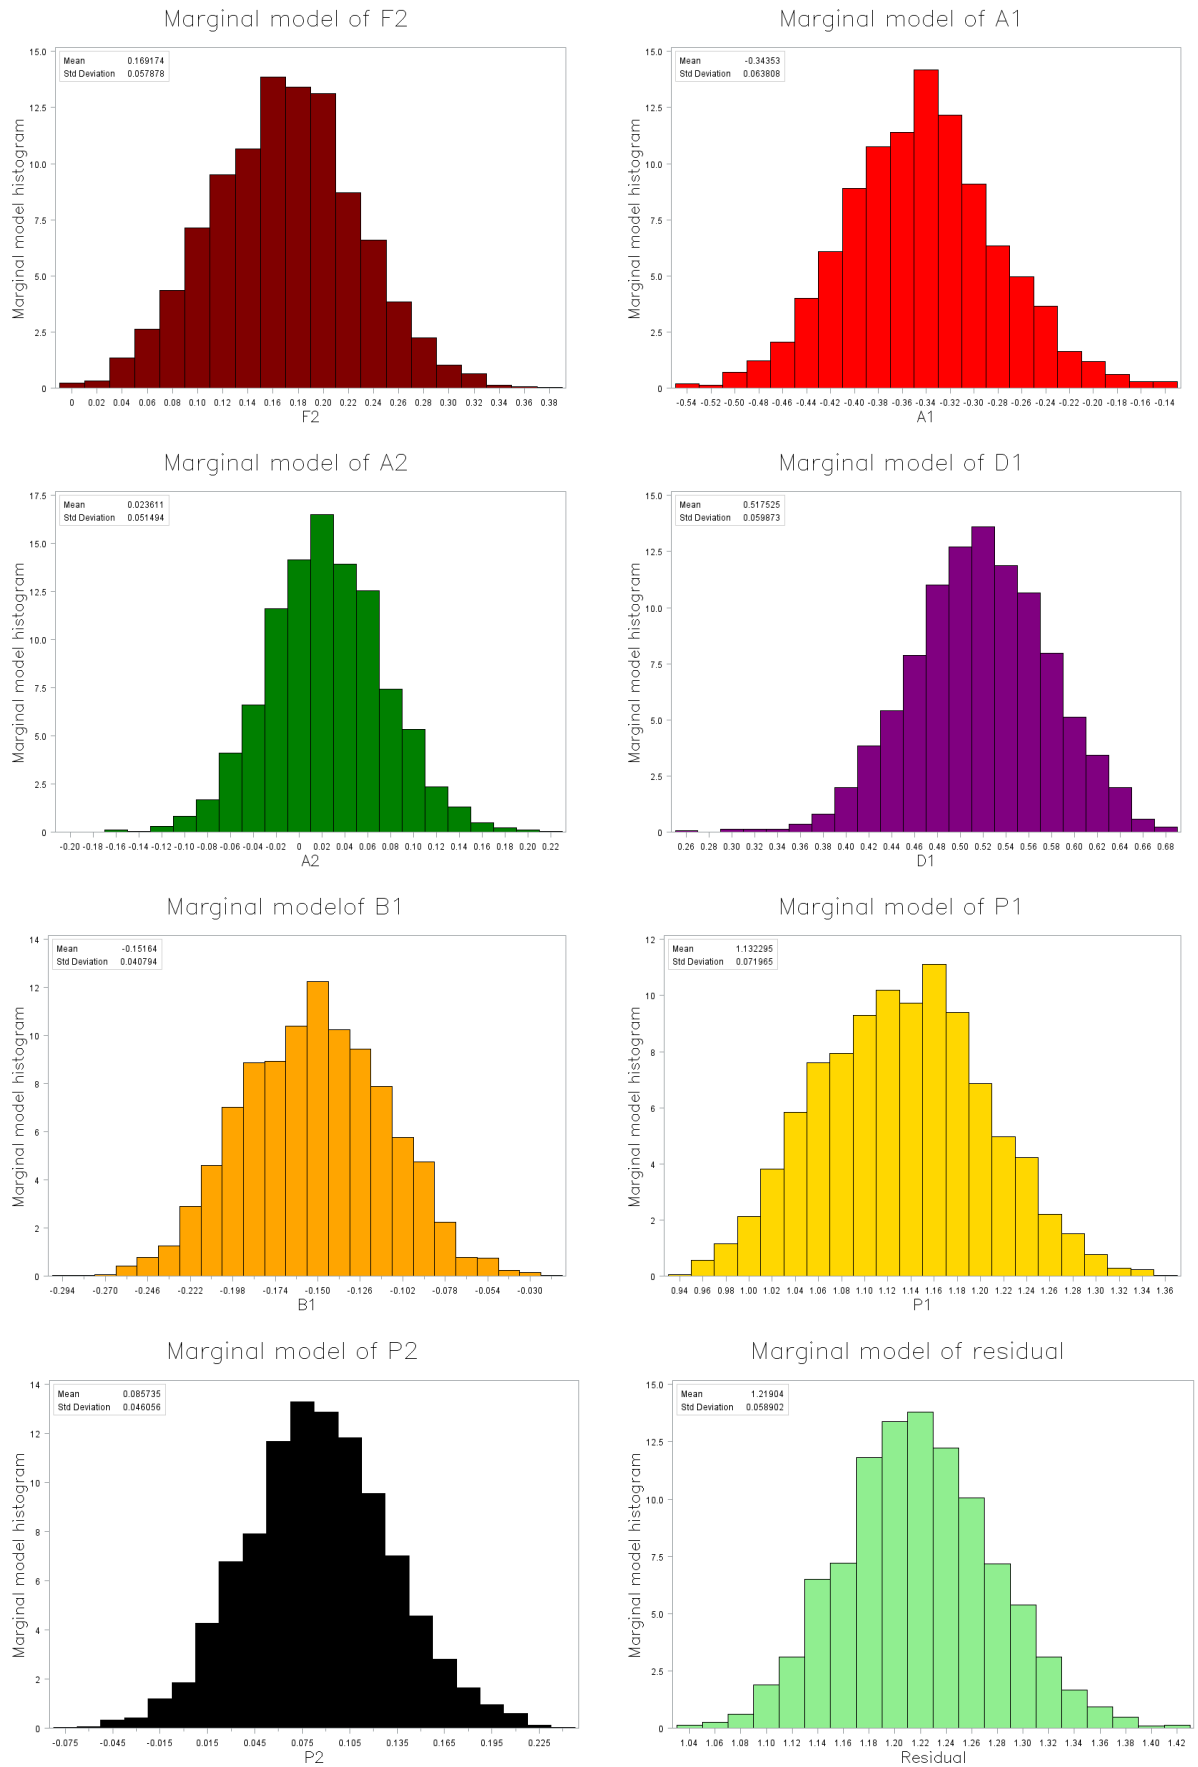 Marginal model of F2
Mean 0.169174
Std Deviation 0.057878
Marginal model histogram
15.0
12.5
10.0
7.5
5.0
2.5
0
0 0.02 0.04 0.06 0.08 0.10 0.12 0.14 0.16 0.18 0.20 0.22 0.24 0.26 0.28 0.30 0.32 0.34 0.36 0.38
F2
Marginal model of A1
Mean -0.34353
Std Deviation 0.063808
Marginal model histogram
15.0
12.5
10.0
7.5
5.0
2.5
0
-0.54 -0.52 -0.50 -0.48 -0.46 -0.44 -0.42 -0.40 -0.38 -0.36 -0.34 -0.32 -0.30 -0.28 -0.26 -0.24 -0.22 -0.20 -0.18 -0.16 -0.14
A1
Marginal model of A2
Mean 0.023611
Std Deviation 0.051494
Marginal model histogram
17.5
15.0
12.5
10.0
7.5
5.0
2.5
0
-0.20 -0.18 -0.16 -0.14 -0.12 -0.10 -0.08 -0.06 -0.04 -0.02 0 0.02 0.04 0.06 0.08 0.10 0.12 0.14 0.16 0.18 0.20 0.22
A2
Marginal model of D1
Mean 0.517525
Std Deviation 0.059873
Marginal model histogram
15.0
12.5
10.0
7.5
5.0
2.5
0
0.26 0.28 0.30 0.32 0.34 0.36 0.38 0.40 0.42 0.44 0.46 0.48 0.50 0.52 0.54 0.56 0.58 0.60 0.62 0.64 0.66 0.68
D1
Marginal modelof B1
Mean -0.15164
Std Deviation 0.040794
Marginal model histogram
14
12
10
8
6
4
2
0
-0.294 -0.270 -0.246 -0.222 -0.198 -0.174 -0.150 -0.126 -0.102 -0.078 -0.054 -0.030
B1
Marginal model of P1
Mean 1.132295
Std Deviation 0.071965
Marginal model histogram
12
10
8
6
4
2
0
0.94 0.96 0.98 1.00 1.02 1.04 1.06 1.08 1.10 1.12 1.14 1.16 1.18 1.20 1.22 1.24 1.26 1.28 1.30 1.32 1.34 1.36
P1
Marginal model of P2
Mean 0.085735
Std Deviation 0.046056
Marginal model histogram
14
12
10
8
6
4
2
0
-0.075 -0.045 -0.015 0.015 0.045 0.075 0.105 0.135 0.165 0.195 0.225
P2
Marginal model of residual
Mean 1.21904
Std Deviation 0.058902
Marginal model histogram
15.0
12.5
10.0
7.5
5.0
2.5
0
1.04 1.06 1.08 1.10 1.12 1.14 1.16 1.18 1.20 1.22 1.24 1.26 1.28 1.30 1.32 1.34 1.36 1.38 1.40 1.42
Residual